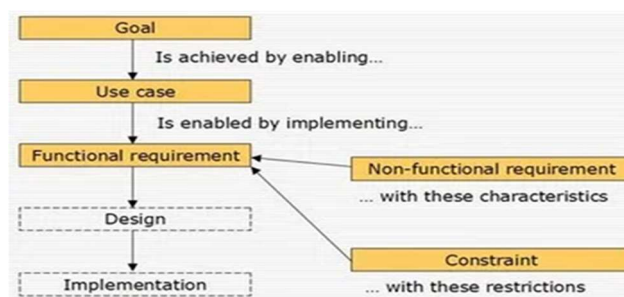 Goal
Is achieved by enabling...
Use case
Is enabled by implementing...
Functional requirement
Non-functional requirement
... with these characteristics
Design
Constraint
... with these restrictions
Implementation